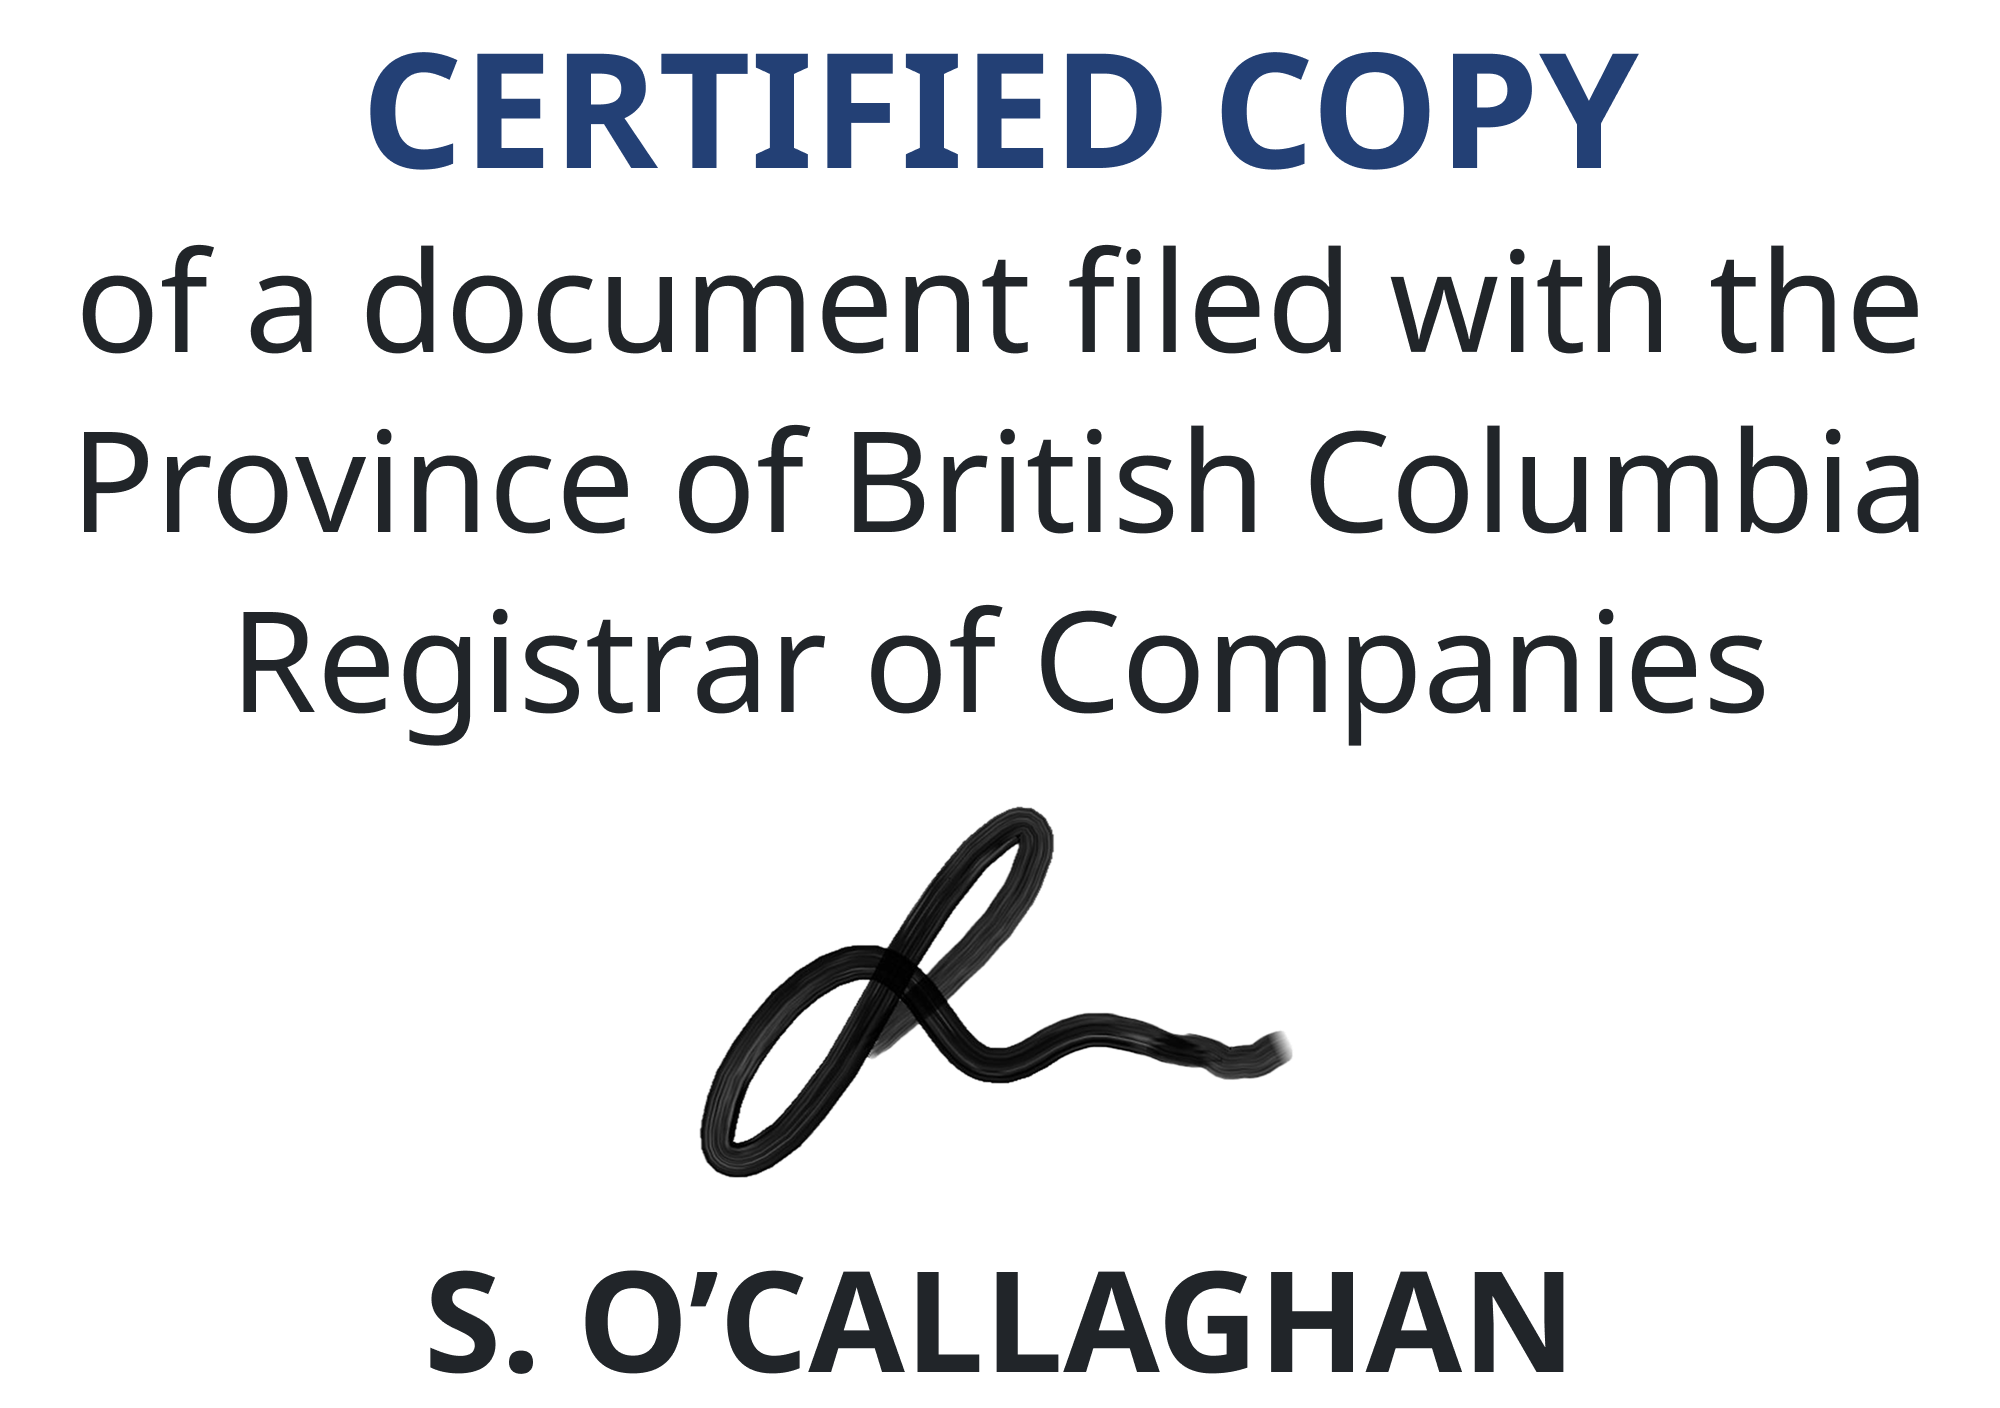 CERTIFIED COPY
of a document filed with the
Province of British Columbia
Registrar of Companies
S. O’CALLAGHAN